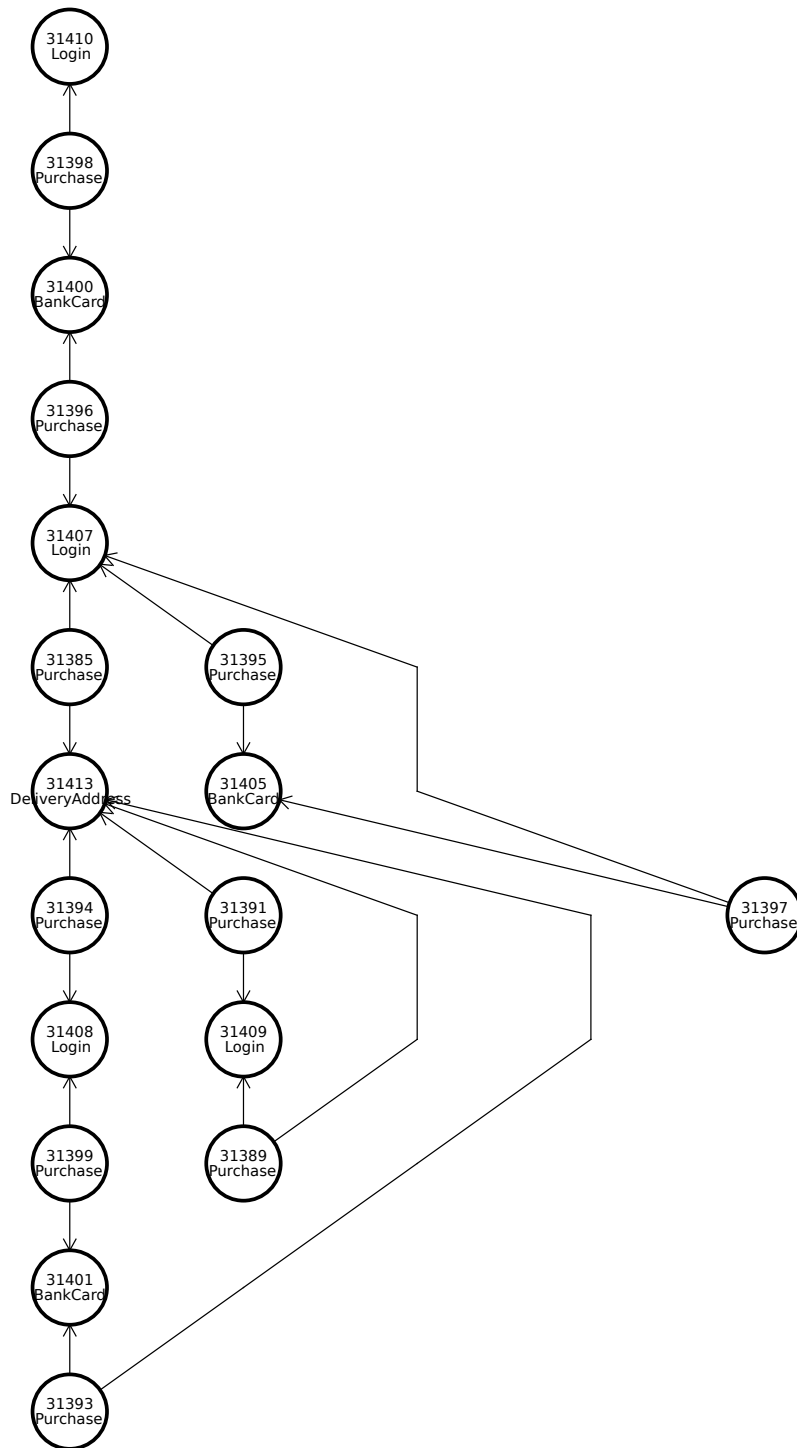 31410
Login
31398
Purchase
31400
BankCard
31396
Purchase
31407
Login
31385
Purchase
31395
Purchase
31413
DeliveryAddress
31405
BankCard
31394
Purchase
31391
Purchase
31397
Purchase
31408
Login
31409
Login
31399
Purchase
31389
Purchase
31401
BankCard
31393
Purchase